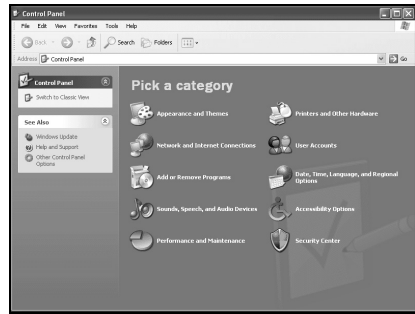 Control Panel
File Edit View Favorites Tools Help
Back Search Folders
Address Control Panel Go
Control Panel
Switch to Classic View
See Also
Windows Update
Help and Support
Other Control Panel
Options
Pick a category
Appearance and Themes
Printers and Other Hardware
Network and Internet Connections
User Accounts
Add or Remove Programs
Date, Time, Language, and Regional
Options
Sounds, Speech, and Audio Devices
Accessibility Options
Performance and Maintenance
Security Center